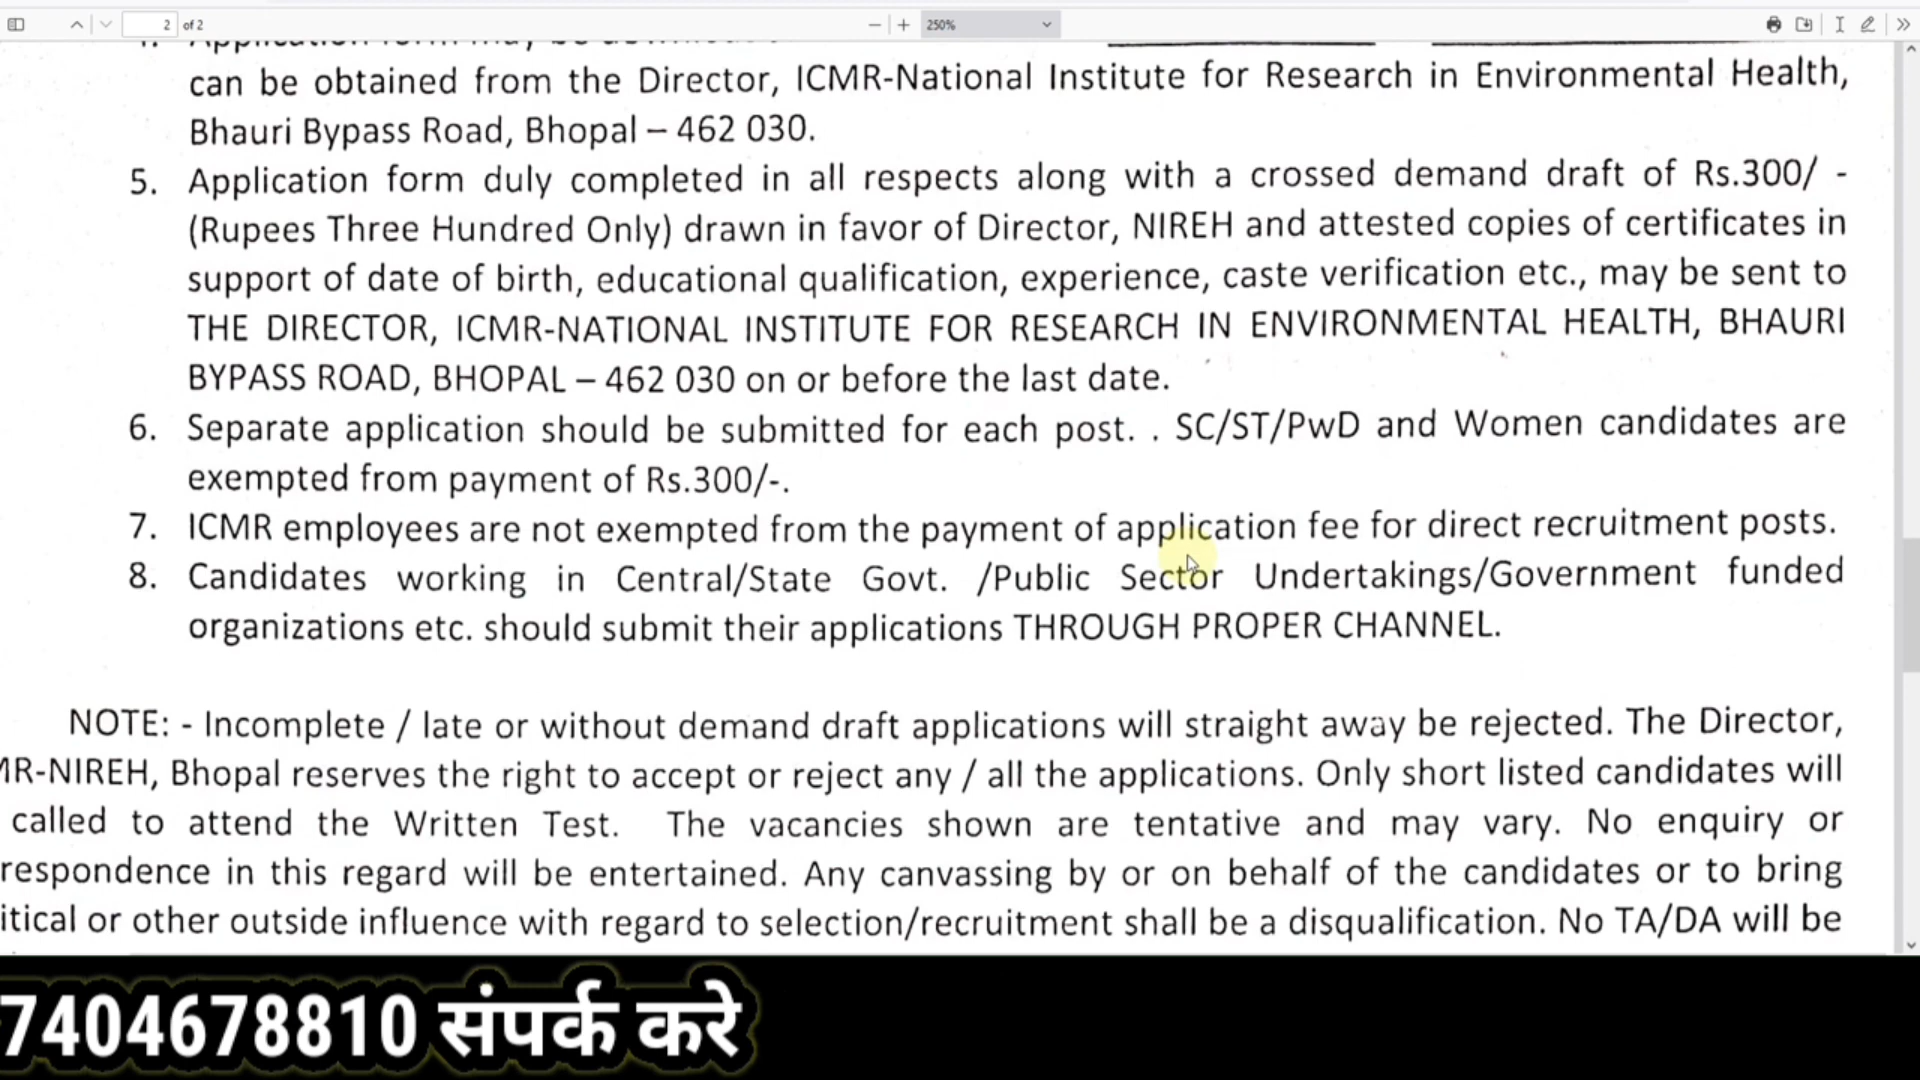 2 of 2 250%
can be obtained from the Director, ICMR-National Institute for Research in Environmental Health,
Bhauri Bypass Road, Bhopal – 462 030.
5. Application form duly completed in all respects along with a crossed demand draft of Rs.300/ -
(Rupees Three Hundred Only) drawn in favor of Director, NIREH and attested copies of certificates in
support of date of birth, educational qualification, experience, caste verification etc., may be sent to
THE DIRECTOR, ICMR-NATIONAL INSTITUTE FOR RESEARCH IN ENVIRONMENTAL HEALTH, BHAURI
BYPASS ROAD, BHOPAL – 462 030 on or before the last date.
6. Separate application should be submitted for each post. . SC/ST/PwD and Women candidates are
exempted from payment of Rs.300/-.
7. ICMR employees are not exempted from the payment of application fee for direct recruitment posts.
8. Candidates working in Central/State Govt. /Public Sector Undertakings/Government funded
organizations etc. should submit their applications THROUGH PROPER CHANNEL.
NOTE: - Incomplete / late or without demand draft applications will straight away be rejected. The Director,
MR-NIREH, Bhopal reserves the right to accept or reject any / all the applications. Only short listed candidates will
called to attend the Written Test. The vacancies shown are tentative and may vary. No enquiry or
respondence in this regard will be entertained. Any canvassing by or on behalf of the candidates or to bring
itical or other outside influence with regard to selection/recruitment shall be a disqualification. No TA/DA will be
7404678810 संपर्क करे